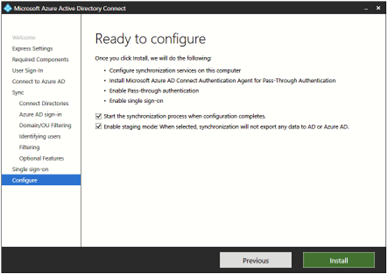 Microsoft Azure Active Directory Connect
Welcome
Express Settings
Required Components
User Sign-In
Connect to Azure AD
Sync
Connect Directories
Azure AD sign-in
Domain/OU Filtering
Identifying users
Filtering
Optional Features
Single sign-on
Configure
Ready to configure
Once you click Install, we will do the following:
• Configure synchronization services on this computer
• Install Microsoft Azure AD Connect Authentication Agent for Pass-Through Authentication
• Enable Pass-through authentication
• Enable single sign-on
Start the synchronization process when configuration completes.
Enable staging mode: When selected, synchronization will not export any data to AD or Azure AD.
Previous
Install